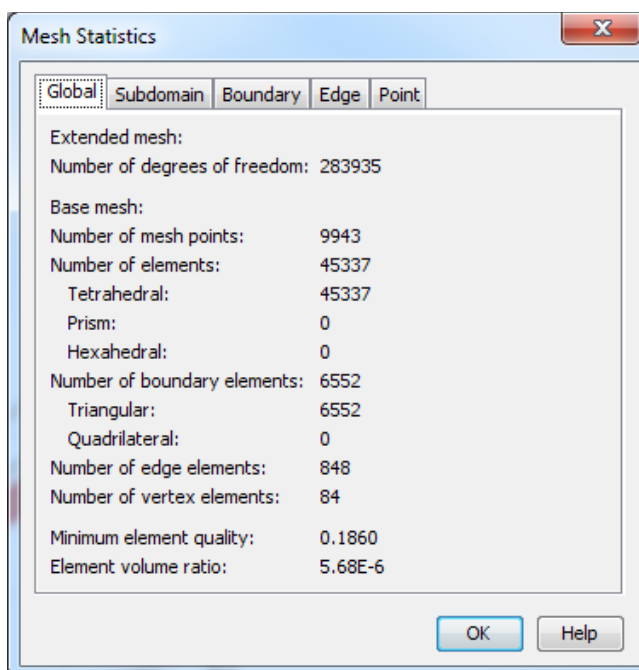 Mesh Statistics
Global Subdomain Boundary Edge Point
Extended mesh:
Number of degrees of freedom: 283935
Base mesh:
Number of mesh points: 9943
Number of elements: 45337
Tetrahedral: 45337
Prism: 0
Hexahedral: 0
Number of boundary elements: 6552
Triangular: 6552
Quadrilateral: 0
Number of edge elements: 848
Number of vertex elements: 84
Minimum element quality: 0.1860
Element volume ratio: 5.68E-6
OK Help